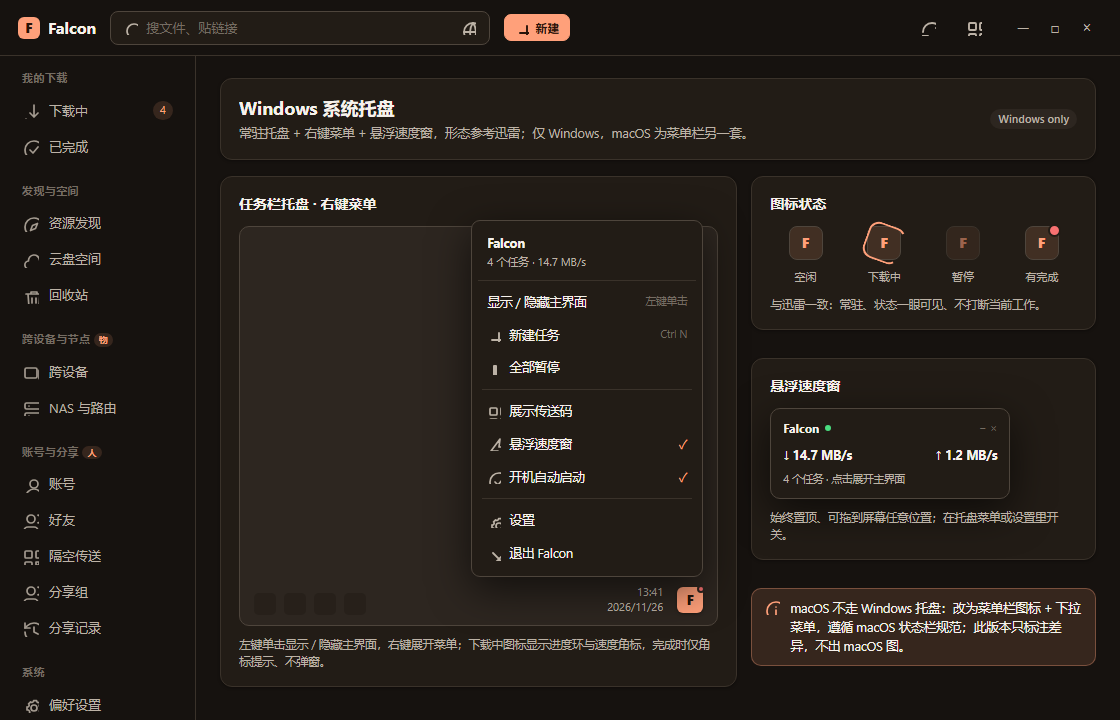 F Falcon
搜文件、贴链接
新建
我的下载
下载中 4
已完成
发现与空间
资源发现
云盘空间
回收站
跨设备与节点 物
跨设备
NAS 与路由
账号与分享 人
账号
好友
隔空传送
分享组
分享记录
系统
偏好设置
Windows 系统托盘
常驻托盘 + 右键菜单 + 悬浮速度窗，形态参考迅雷；仅 Windows，macOS 为菜单栏另一套。
Windows only
任务栏托盘 · 右键菜单
Falcon
4 个任务 · 14.7 MB/s
显示 / 隐藏主界面 左键单击
新建任务 Ctrl N
全部暂停
展示传送码
悬浮速度窗 ✓
开机自动启动 ✓
设置
退出 Falcon
13:41
2026/11/26
F
左键单击显示 / 隐藏主界面，右键展开菜单；下载中图标显示进度环与速度角标，完成时仅角
标提示、不弹窗。
图标状态
F F F F
空闲 下载中 暂停 有完成
与迅雷一致：常驻、状态一眼可见、不打断当前工作。
悬浮速度窗
Falcon
↓ 14.7 MB/s ↑ 1.2 MB/s
4 个任务 · 点击展开主界面
始终置顶、可拖到屏幕任意位置；在托盘菜单或设置里开
关。
macOS 不走 Windows 托盘：改为菜单栏图标 + 下拉
菜单，遵循 macOS 状态栏规范；此版本只标注差
异，不出 macOS 图。